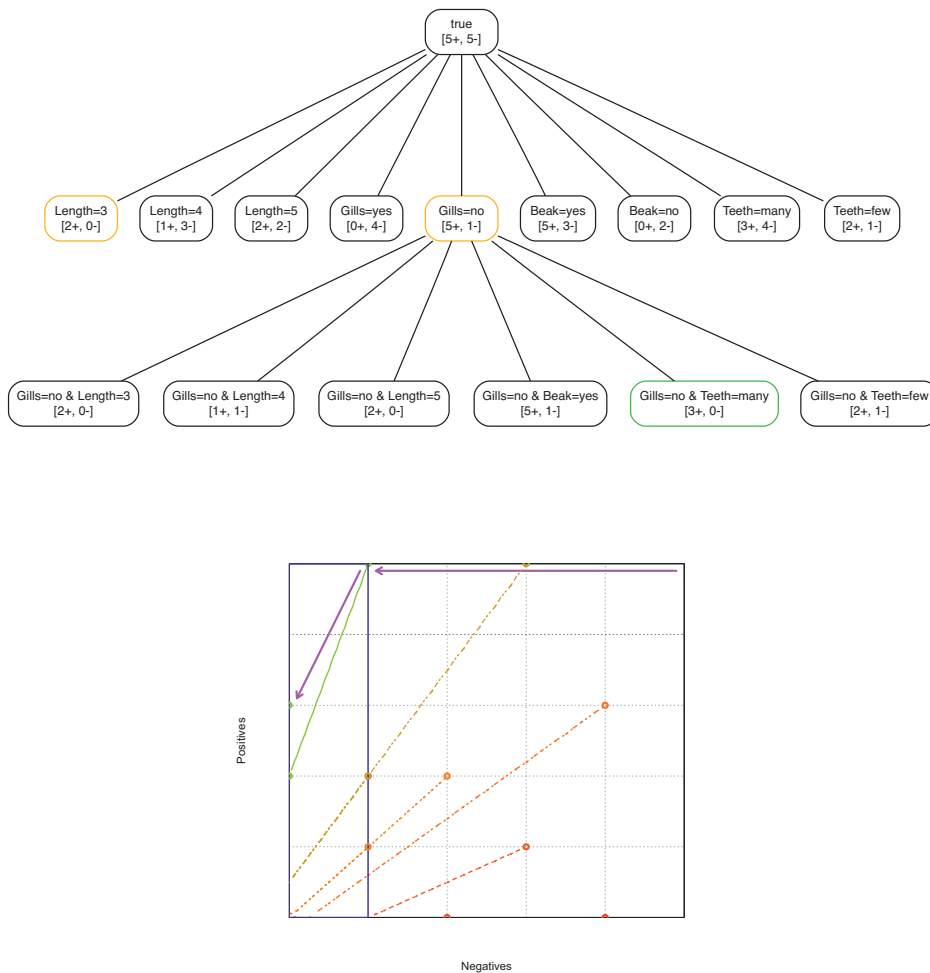 true
[5+, 5-]
Length=3
[2+, 0-]
Length=4
[1+, 3-]
Length=5
[2+, 2-]
Gills=yes
[0+, 4-]
Gills=no
[5+, 1-]
Beak=yes
[5+, 3-]
Beak=no
[0+, 2-]
Teeth=many
[3+, 4-]
Teeth=few
[2+, 1-]
Gills=no & Length=3
[2+, 0-]
Gills=no & Length=4
[1+, 1-]
Gills=no & Length=5
[2+, 0-]
Gills=no & Beak=yes
[5+, 1-]
Gills=no & Teeth=many
[3+, 0-]
Gills=no & Teeth=few
[2+, 1-]
Positives
Negatives